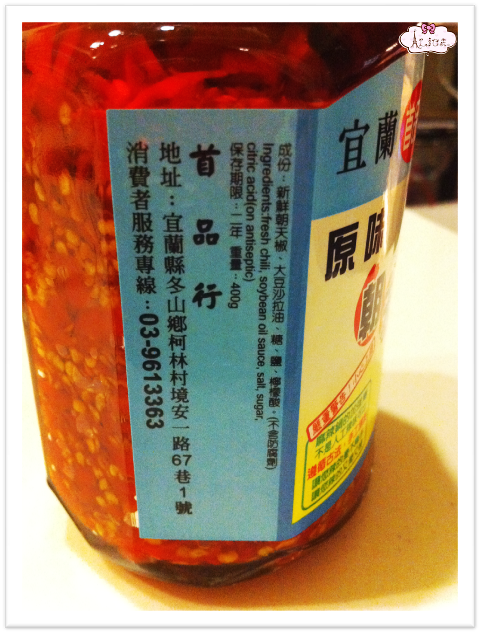 宜蘭
原味
朝
成份：新鮮朝天椒、大豆沙拉油、糖、鹽、檸檬酸。(不含防腐劑)
Ingredients:fresh chili, soybean oil sauce, salt, sugar,
citric acid(on antiseptic)
保存期限：二年 重量：400g
首品行
地址：宜蘭縣冬山鄉柯林村境安一路67巷1號
消費者服務專線：03-9613363